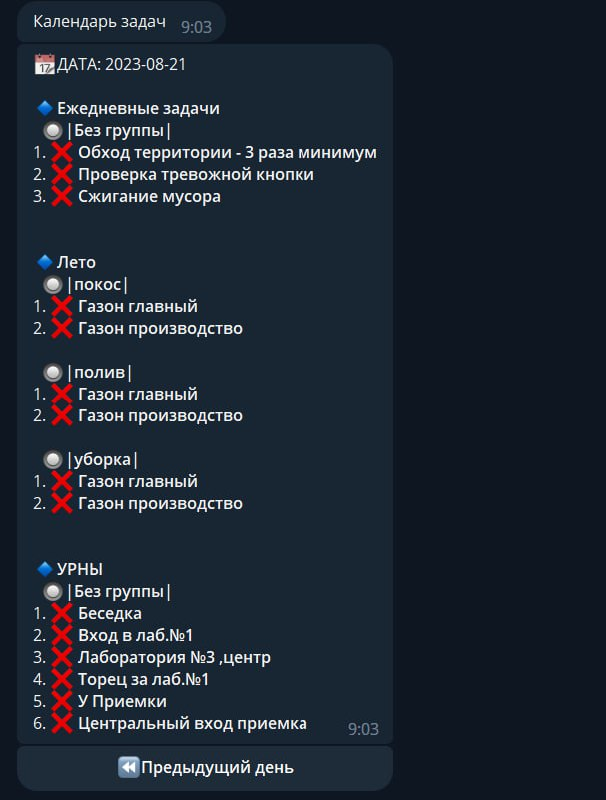 Календарь задач 9:03
ДАТА: 2023-08-21
Ежедневные задачи
|Без группы|
1. ❌ Обход территории - 3 раза минимум
2. ❌ Проверка тревожной кнопки
3. ❌ Сжигание мусора
Лето
|покос|
1. ❌ Газон главный
2. ❌ Газон производство
|полив|
1. ❌ Газон главный
2. ❌ Газон производство
|уборка|
1. ❌ Газон главный
2. ❌ Газон производство
УРНЫ
|Без группы|
1. ❌ Беседка
2. ❌ Вход в лаб.№1
3. ❌ Лаборатория №3 ,центр
4. ❌ Торец за лаб.№1
5. ❌ У Приемки
6. ❌ Центральный вход приемка 9:03
⏪Предыдущий день